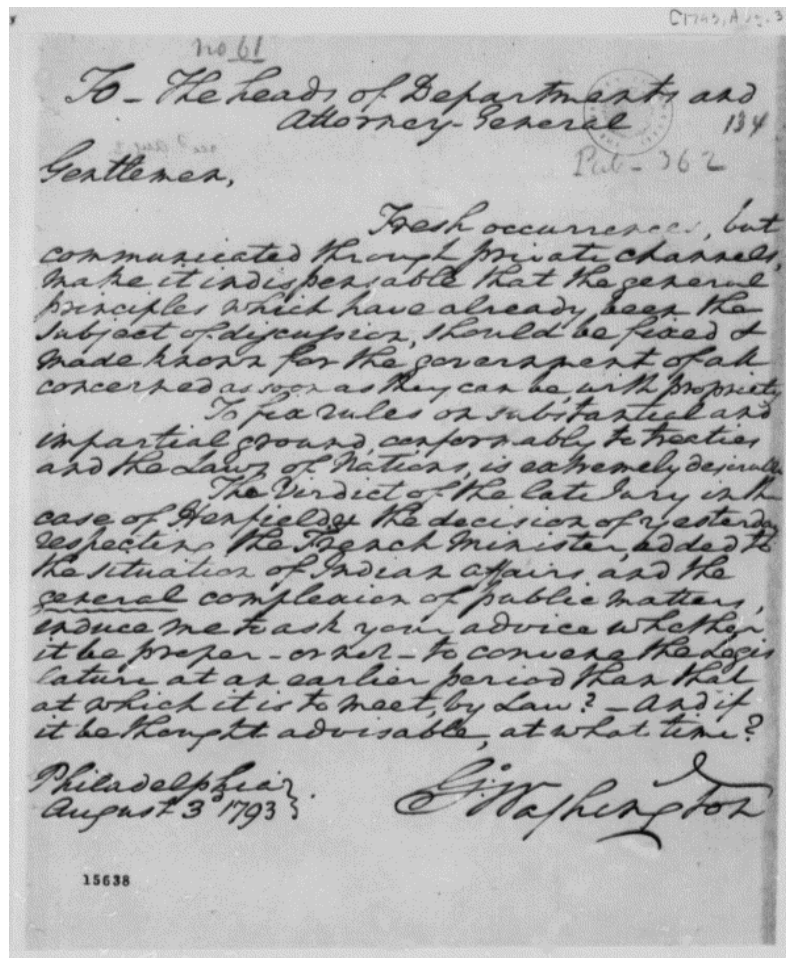 [1793, Aug. 3
no 61
To - The heads of Departments and
Attorney-General
134
Put- 362
Gentlemen,
Fresh occurrences, but
communicated through private channels,
make it indispensable that the general
principles which have already been the
subject of discussion, should be fixed &
made known for the government of all
concerned as soon as they can be, with propriety
To fix rules on substantial and
impartial ground, conformably to treaties
and the Laws of Nations, is extremely desirable
The Verdict of the late Jury in the
case of Henfield, & the decision of yesterday
respecting the French Minister, added to
the situation of Indian affairs, and the
general complexion of public matters,
induce me to ask your advice whether
it be proper - or not - to convene the Legis
lature at an earlier period than that
at which it is to meet, by Law? - And if
it be thought advisable, at what time?
Philadelphia
August 3d 1793
Go: Washington
15638